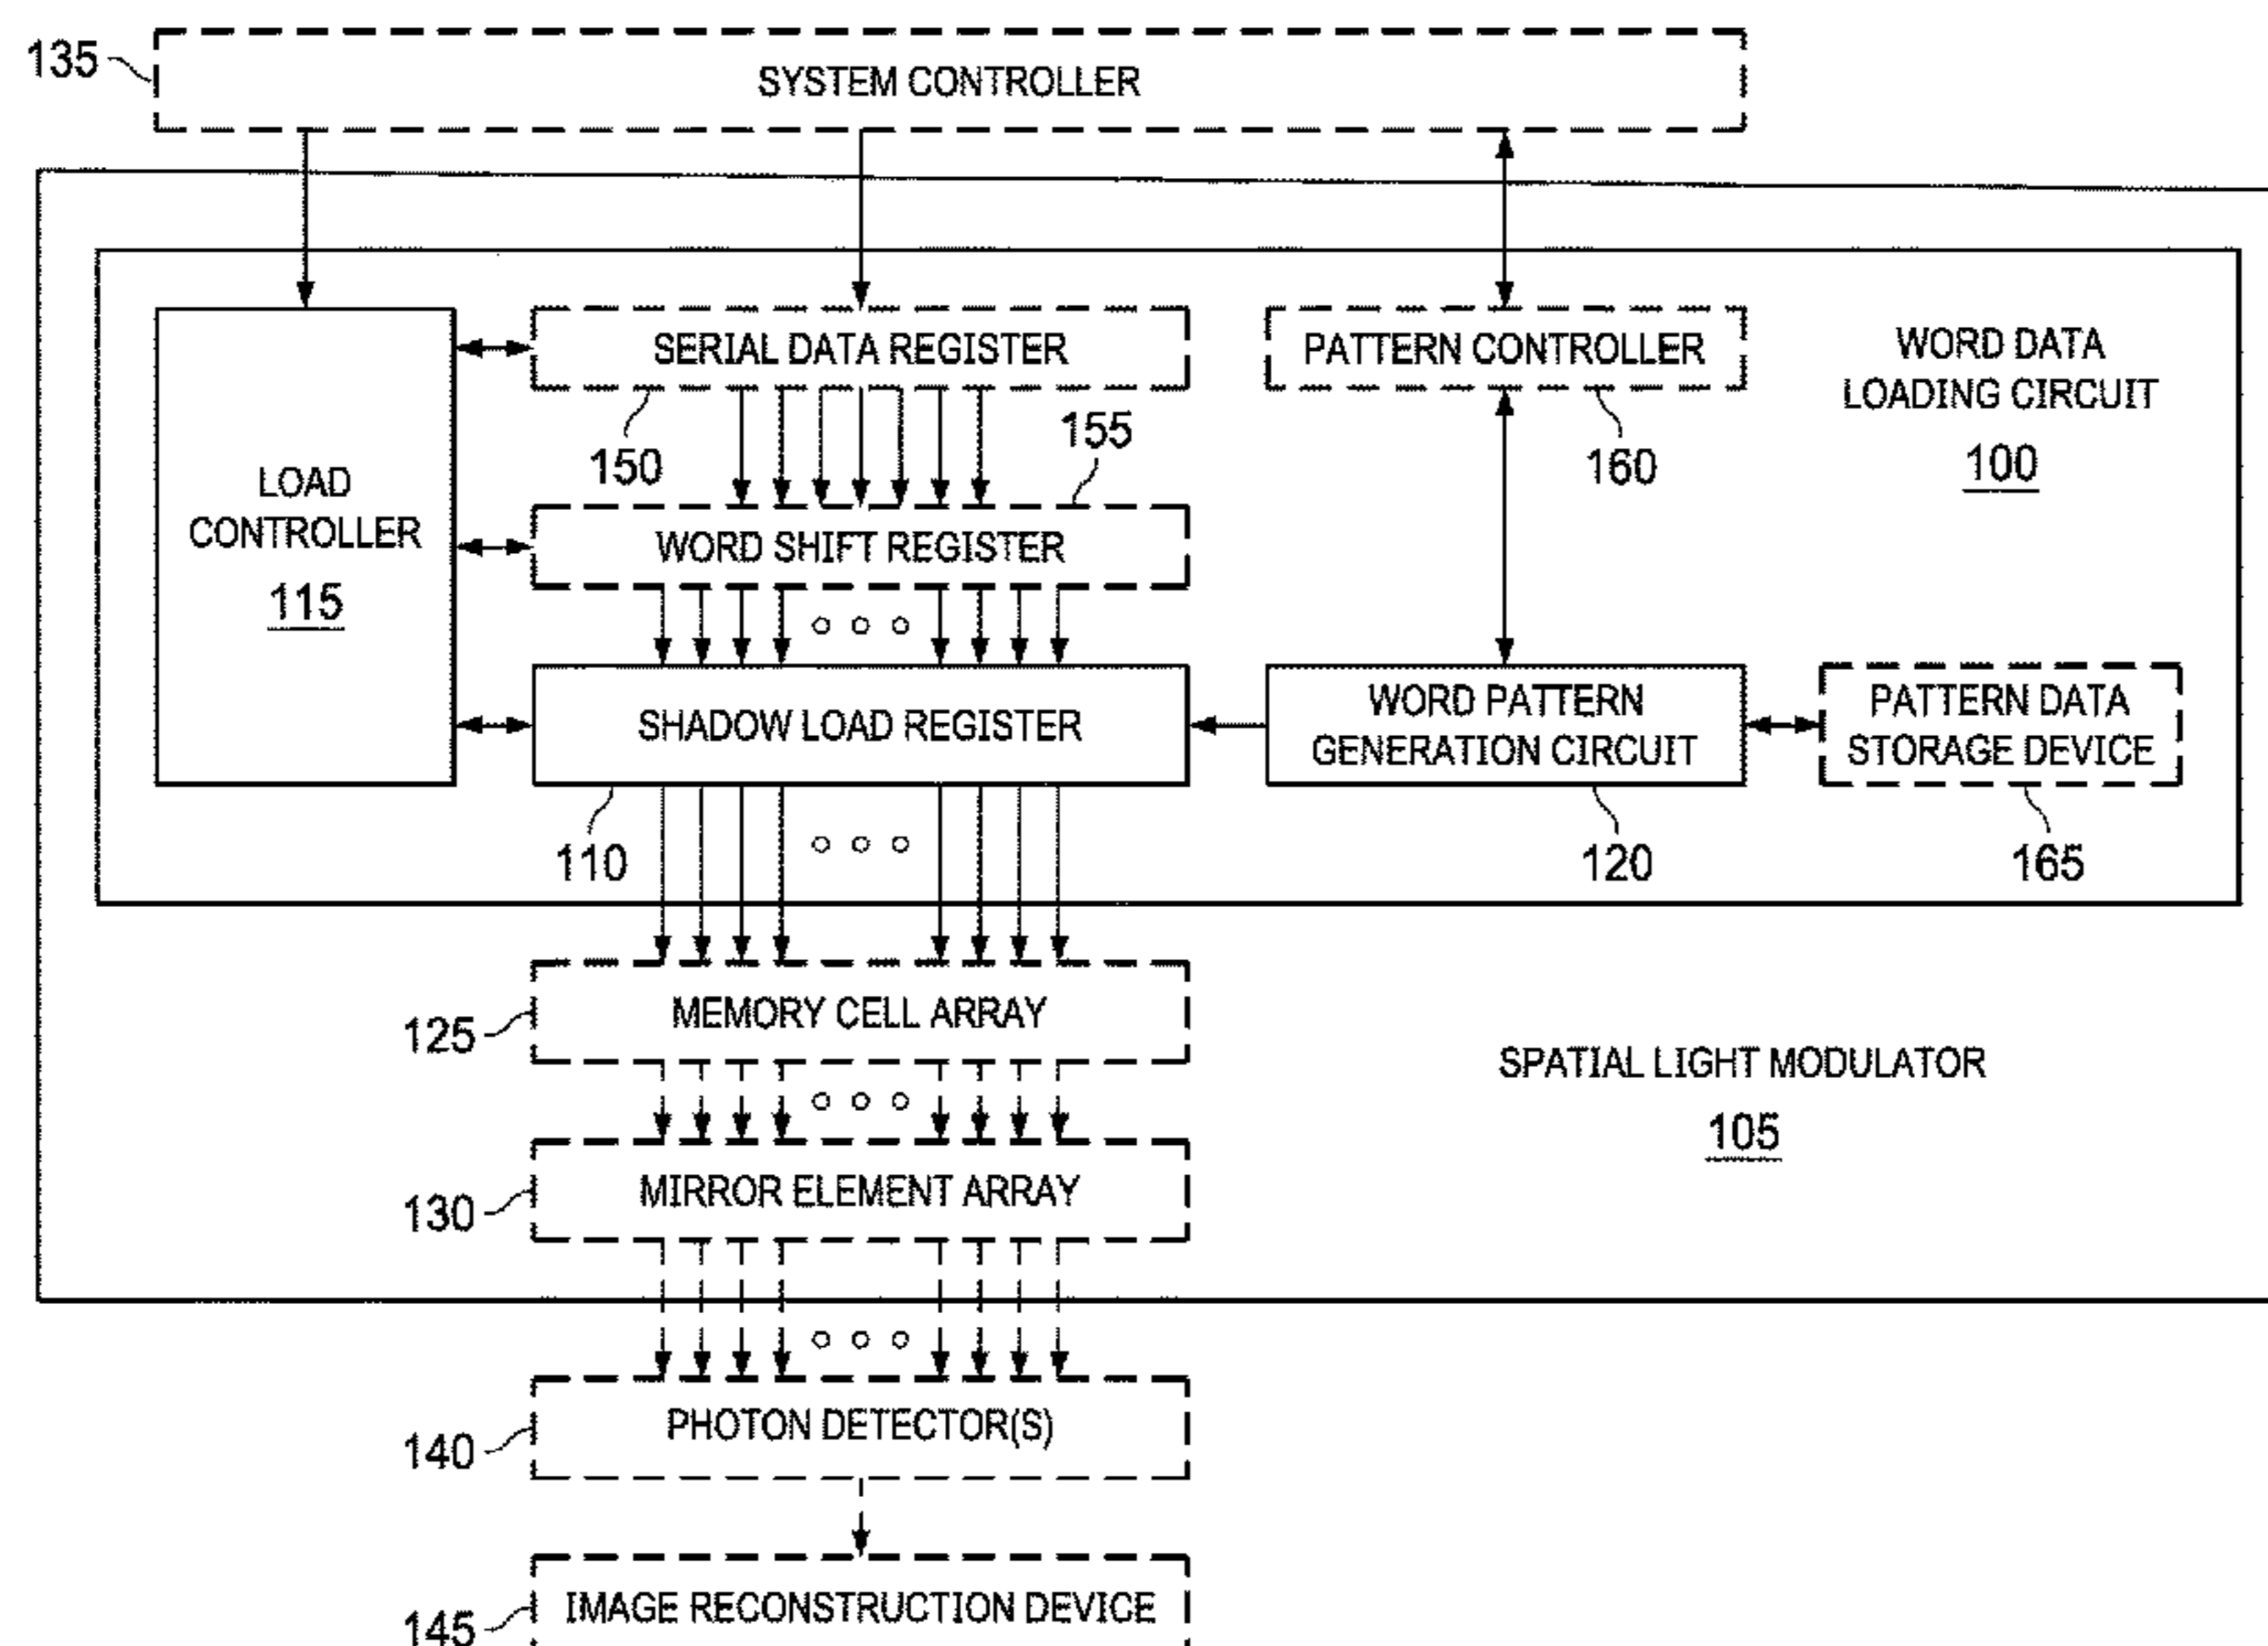 135
SYSTEM CONTROLLER
SERIAL DATA REGISTER
PATTERN CONTROLLER
WORD DATA
LOADING CIRCUIT
100
150
155
160
LOAD
CONTROLLER
115
WORD SHIFT REGISTER
SHADOW LOAD REGISTER
WORD PATTERN
GENERATION CIRCUIT
PATTERN DATA
STORAGE DEVICE
110
120
165
125
MEMORY CELL ARRAY
SPATIAL LIGHT MODULATOR
105
130
MIRROR ELEMENT ARRAY
140
PHOTON DETECTOR(S)
145
IMAGE RECONSTRUCTION DEVICE